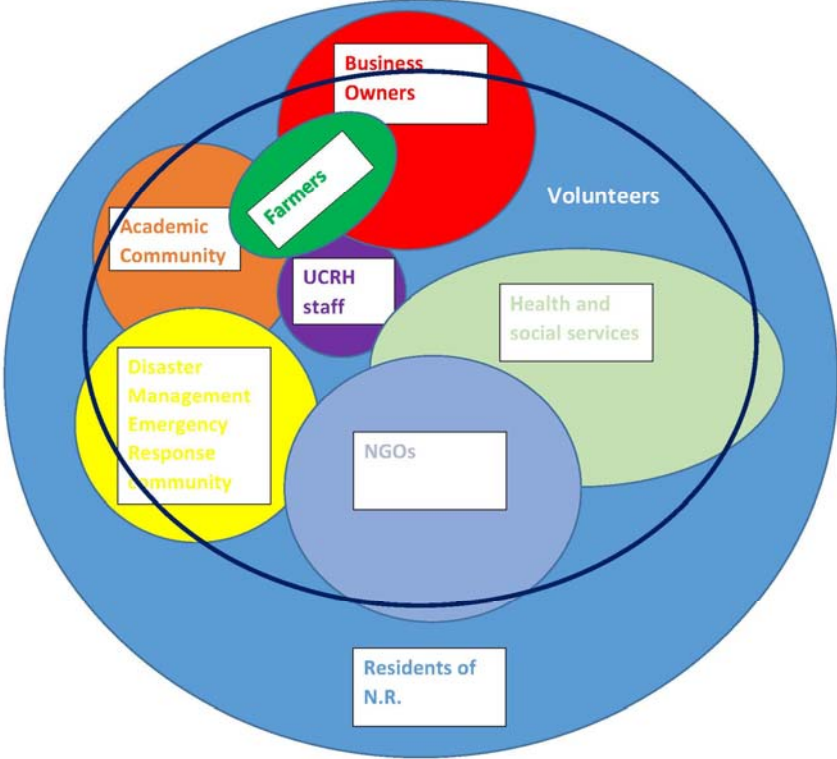 Business
Owners
Farmers
Volunteers
Academic
Community
UCRH
staff
Health and
social services
Disaster
Management
Emergency
Response
community
NGOs
Residents of
N.R.